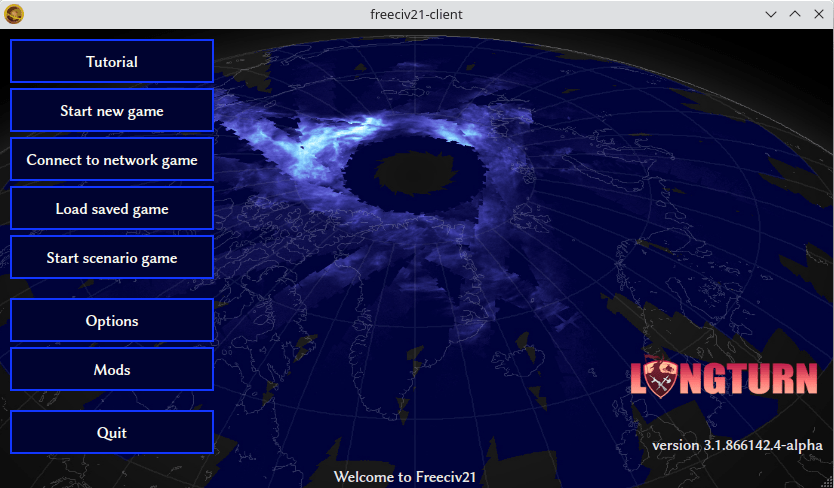 freeciv21-client
Tutorial
Start new game
Connect to network game
Load saved game
Start scenario game
Options
Mods
Quit
LONGTURN
version 3.1.866142.4-alpha
Welcome to Freeciv21